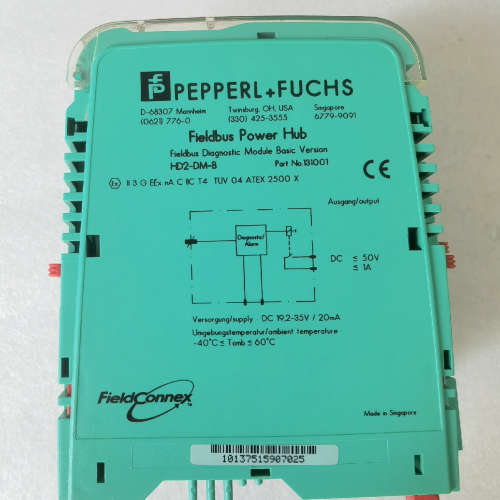 PEPPERL+FUCHS
D-68307 Mannheim Twinsburg, OH, USA Singapore
(0621) 776-0 (330) 425-3555 6779-9091
Fieldbus Power Hub
Fieldbus Diagnostic Module Basic Version
HD2-DM-B Part No.131001
CE
Ex II 3 G EEx nA C IIC T4 TUV 04 ATEX 2500 X
Ausgang/output
Diagnostic/
Alarm
DC ≤ 50V
≤ 1A
Versorgung/supply DC 19.2-35V / 20mA
Umgebungstemperatur/ambient temperature
-40°C ≤ Tamb ≤ 60°C
FieldConnex TM
Made in Singapore
10137515907025